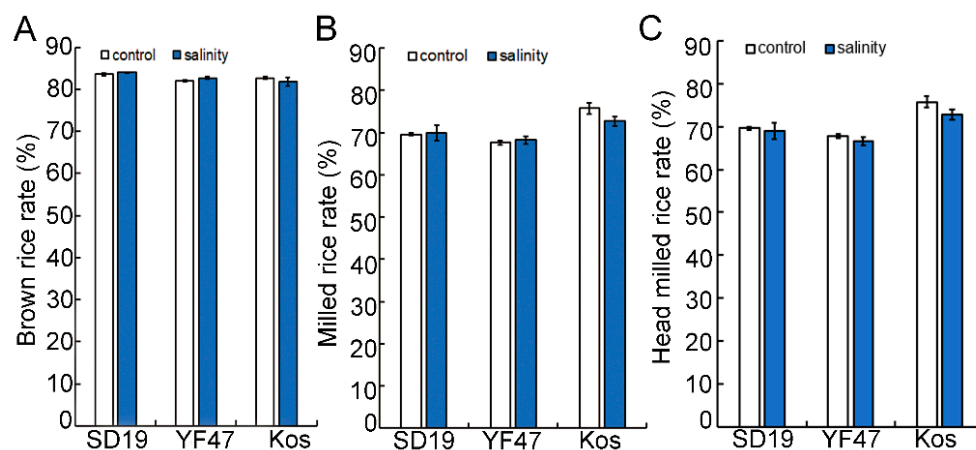 A
Brown rice rate (%)
90
80
70
60
50
40
30
20
10
0
control salinity
SD19 YF47 Kos
B
Milled rice rate (%)
90
80
70
60
50
40
30
20
10
0
control salinity
SD19 YF47 Kos
C
Head milled rice rate (%)
90
80
70
60
50
40
30
20
10
0
control salinity
SD19 YF47 Kos